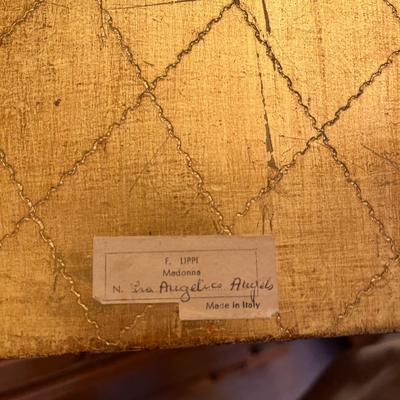 F. LIPPI
Madonna
N. Fra Angelico Angels
Made in Italy